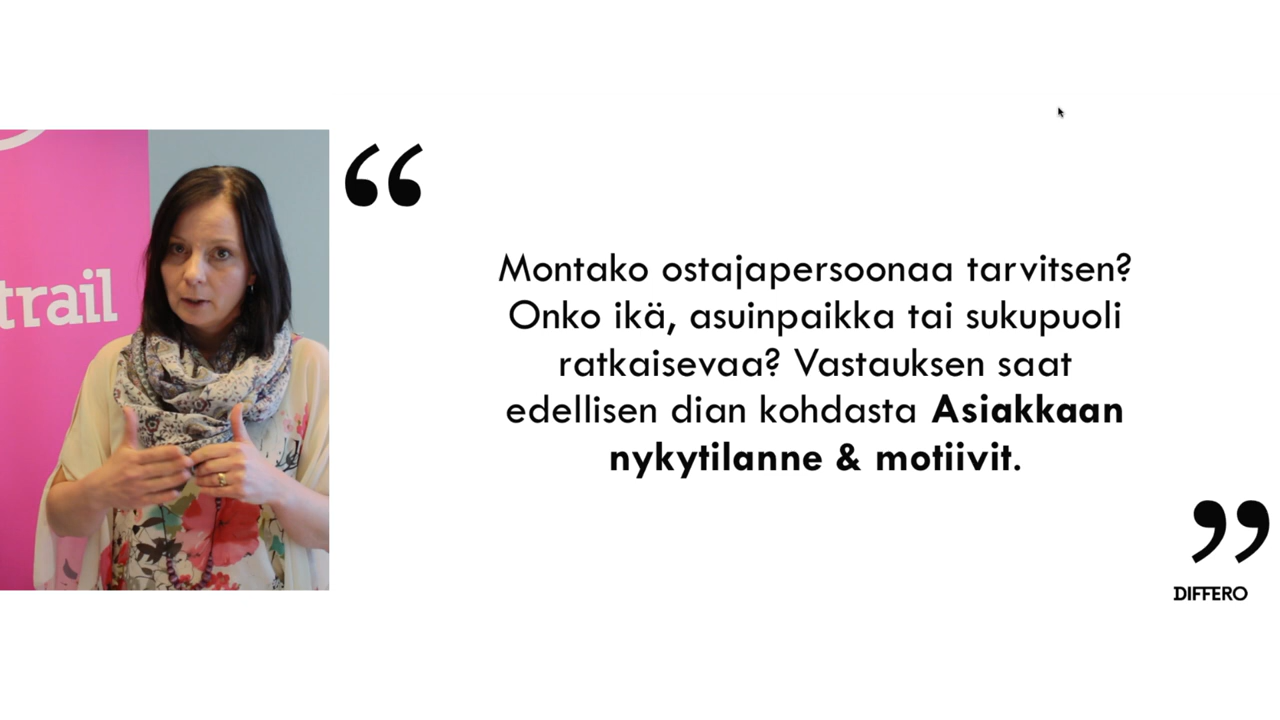 trail
“
Montako ostajapersoonaa tarvitsen?
Onko ikä, asuinpaikka tai sukupuoli
ratkaisevaa? Vastauksen saat
edellisen dian kohdasta Asiakkaan
nykytilanne & motiivit.
”
DIFFERO